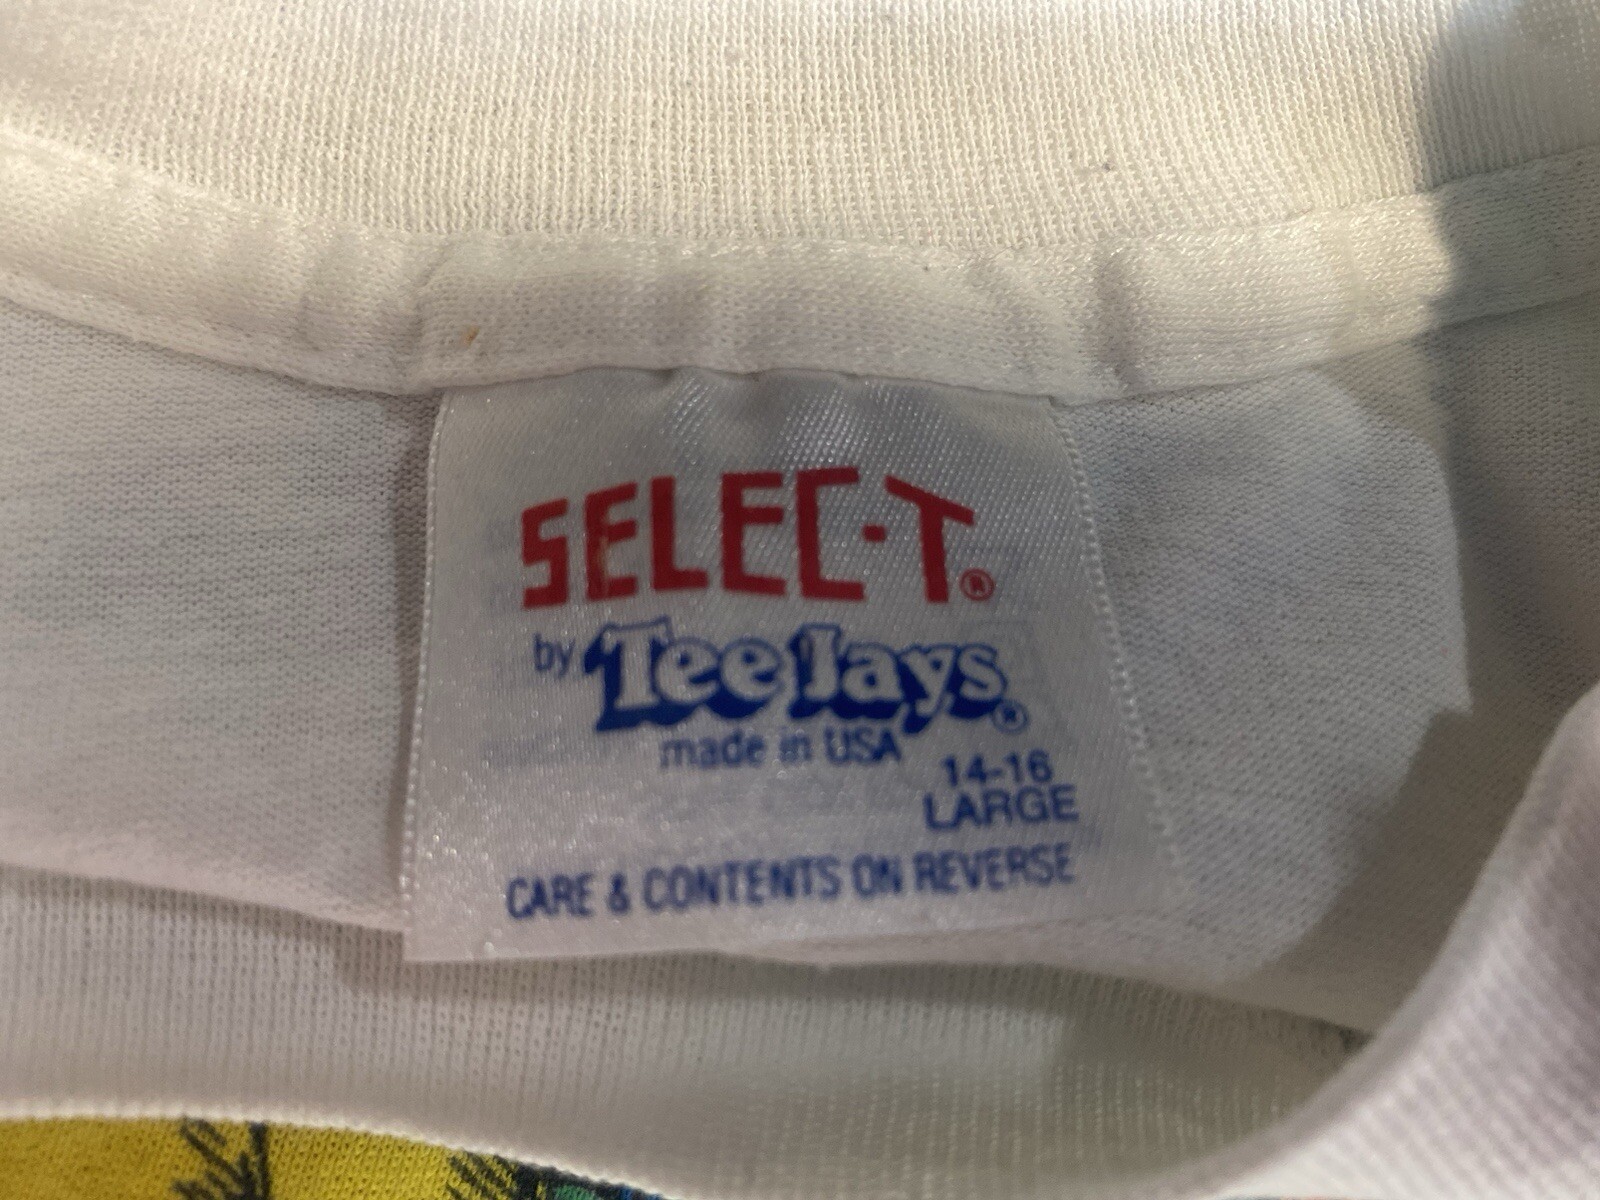 SELEC-T®
by Tee Jays®
made in USA
14-16
LARGE
CARE & CONTENTS ON REVERSE